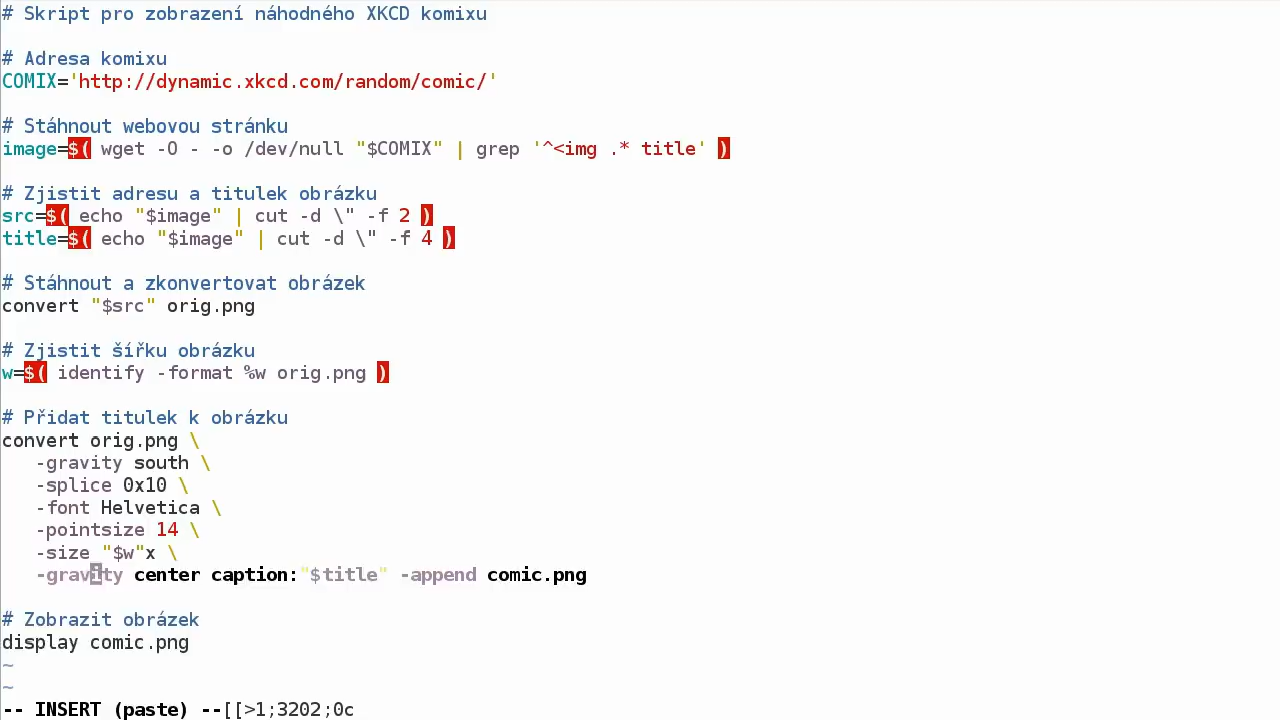 # Skript pro zobrazení náhodného XKCD komixu
# Adresa komixu
COMIX='http://dynamic.xkcd.com/random/comic/'
# Stáhnout webovou stránku
image=$( wget -O - -o /dev/null "$COMIX" | grep '^<img .* title' )
# Zjistit adresu a titulek obrázku
src=$( echo "$image" | cut -d \" -f 2 )
title=$( echo "$image" | cut -d \" -f 4 )
# Stáhnout a zkonvertovat obrázek
convert "$src" orig.png
# Zjistit šířku obrázku
w=$( identify -format %w orig.png )
# Přidat titulek k obrázku
convert orig.png \
-gravity south \
-splice 0x10 \
-font Helvetica \
-pointsize 14 \
-size "$w"x \
-gravity center caption:"$title" -append comic.png
# Zobrazit obrázek
display comic.png
~
~
-- INSERT (paste) --[[>1;3202;0c